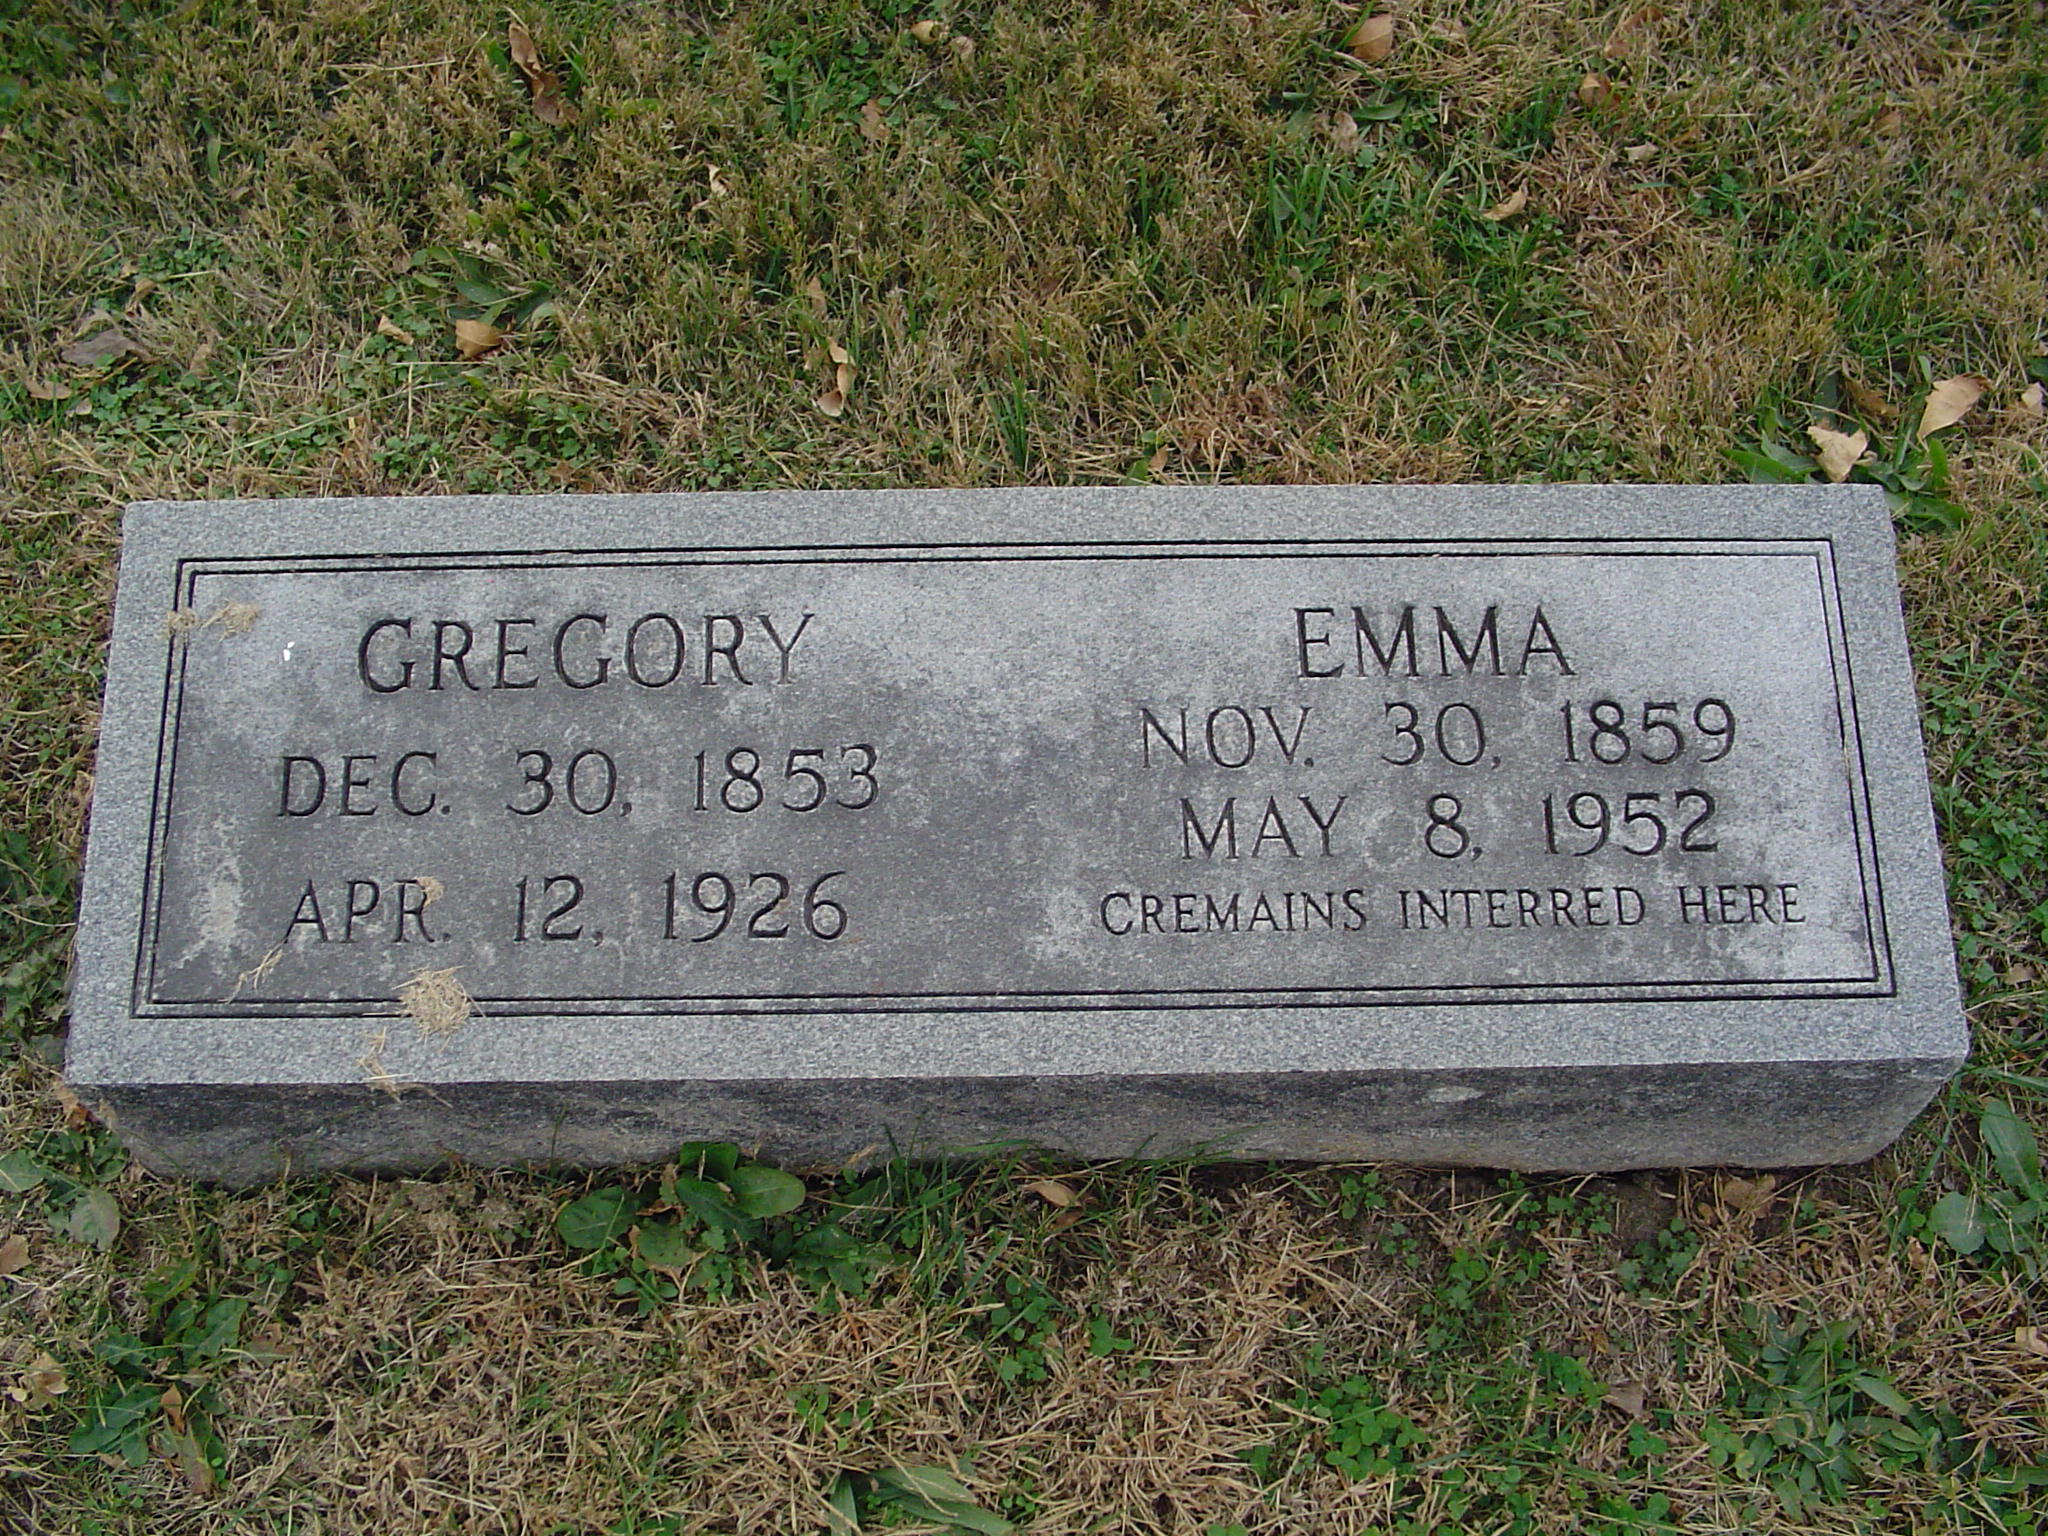 GREGORY
DEC. 30, 1853
APR. 12, 1926
EMMA
NOV. 30, 1859
MAY 8, 1952
CREMAINS INTERRED HERE